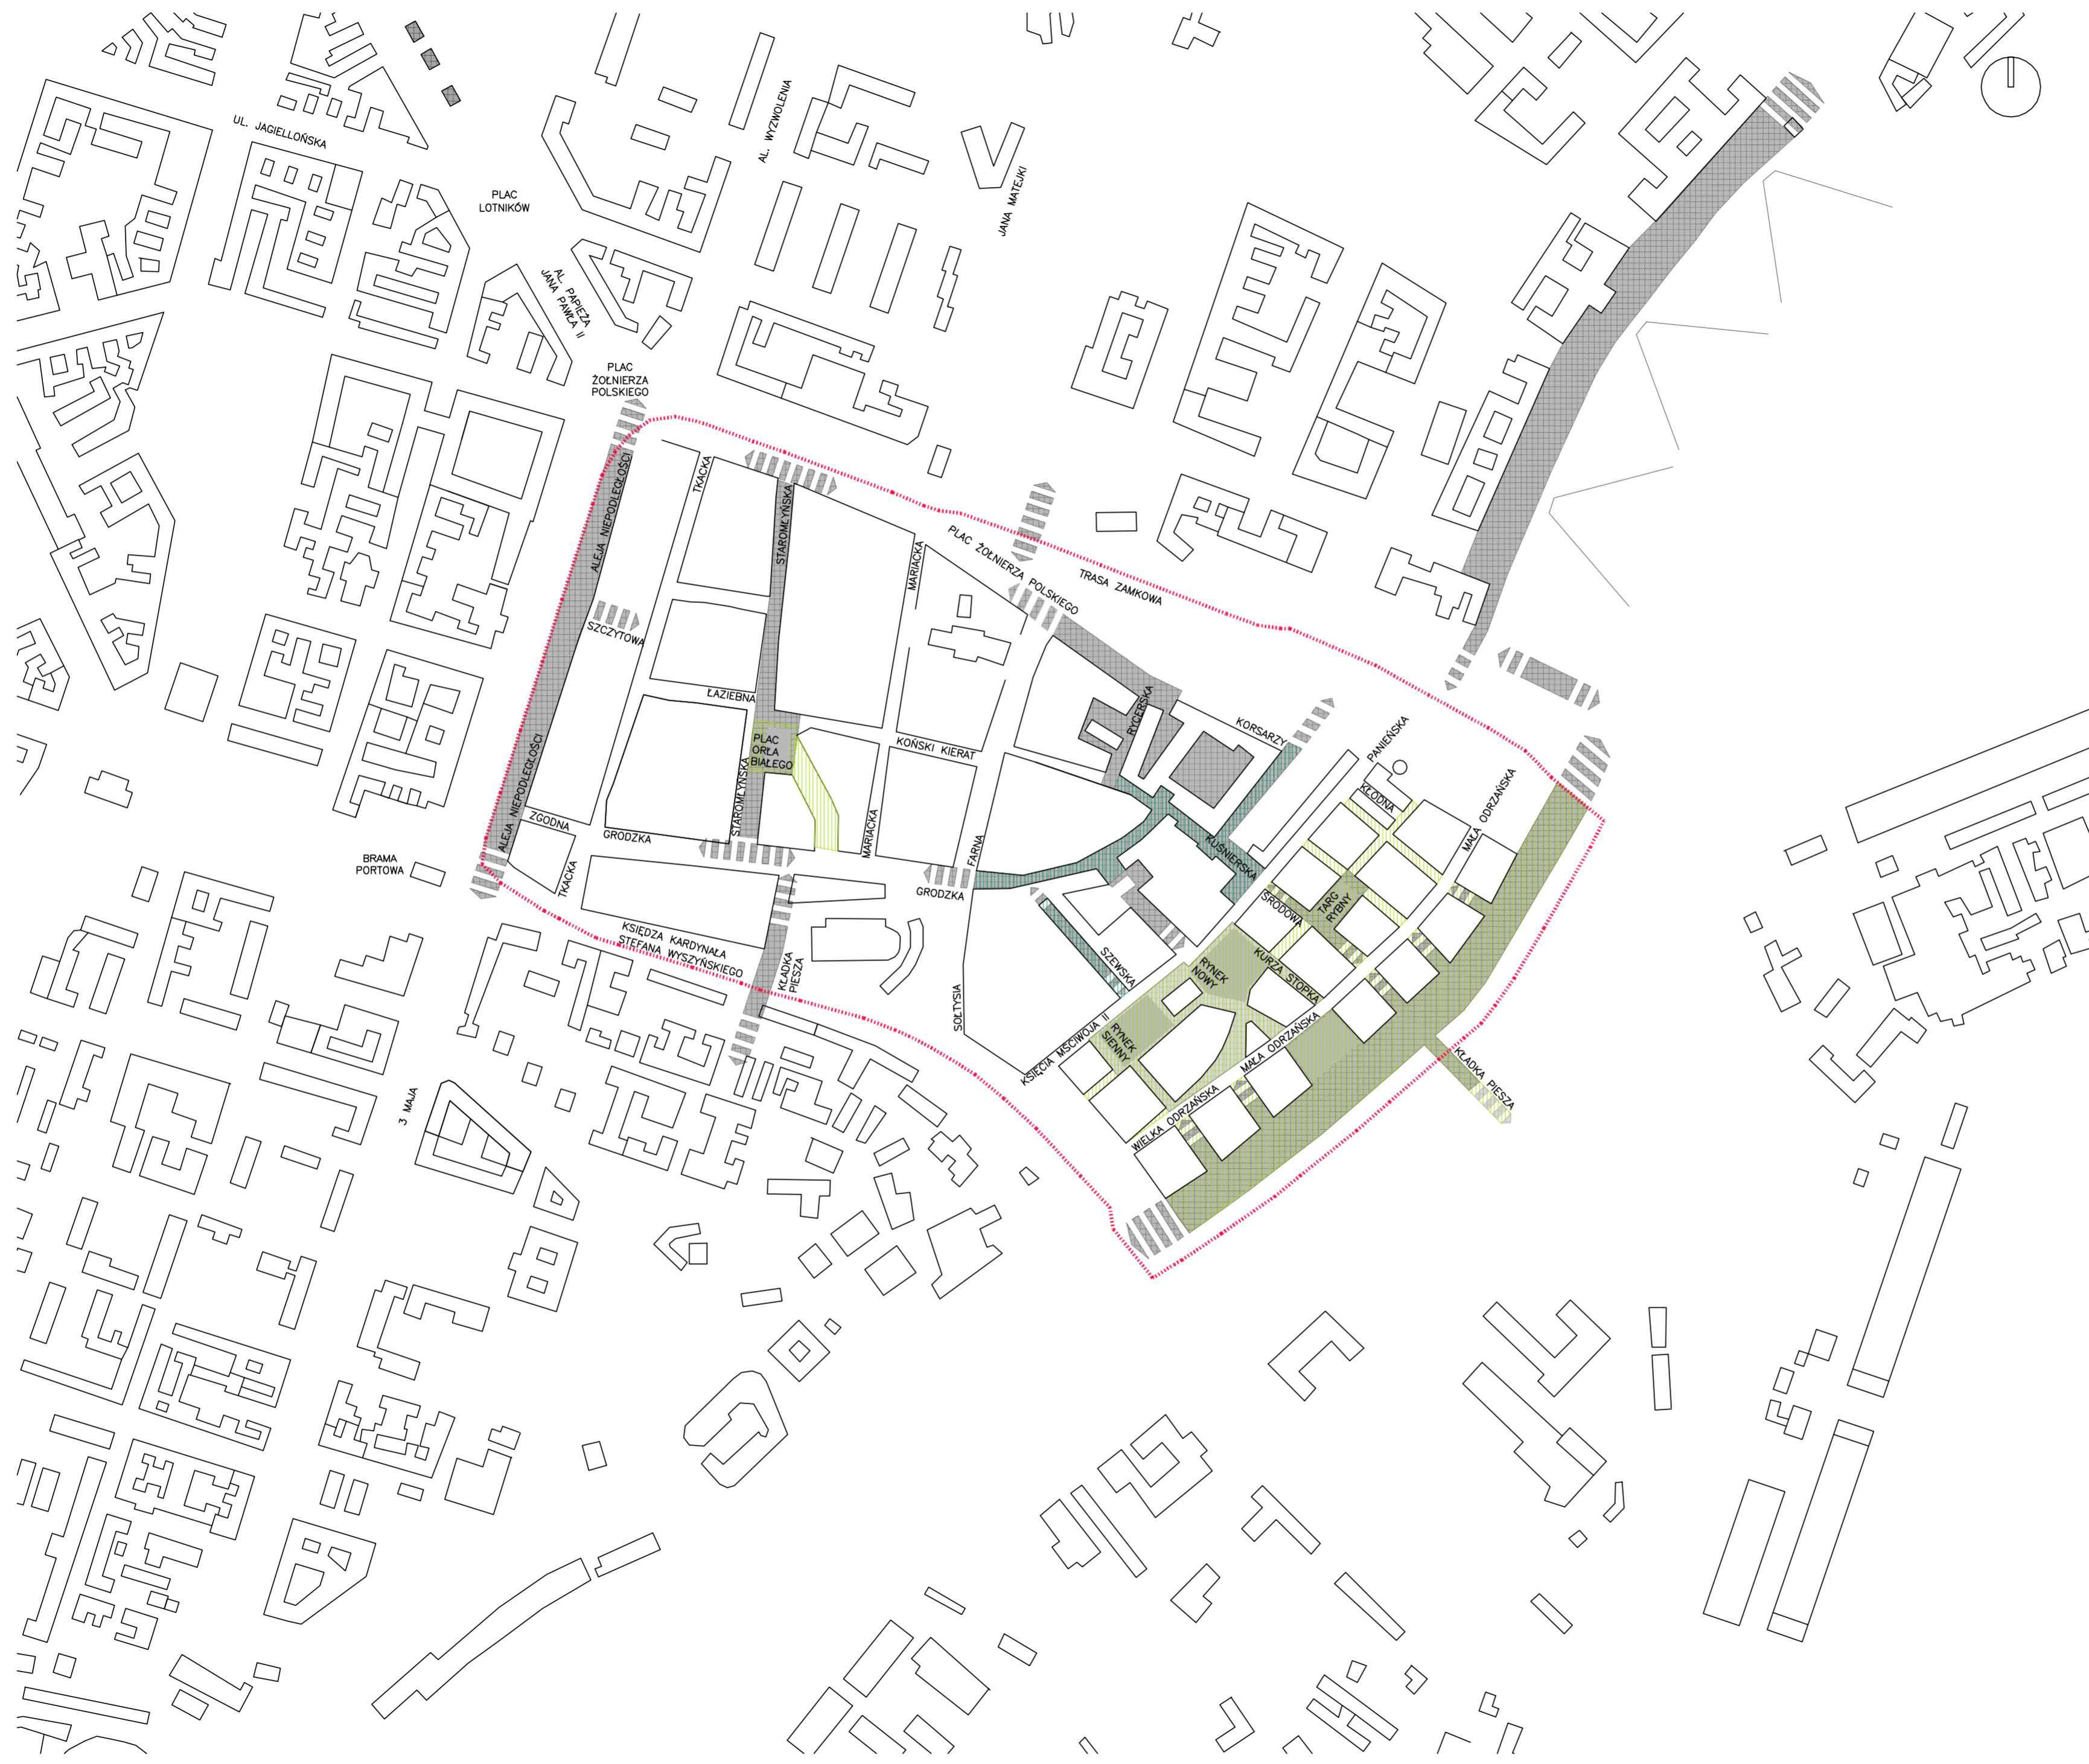 UL. JAGIELLOŃSKA
AL. WYZWOLENIA
PLAC
LOTNIKÓW
JANA MATEJKI
AL. PAPIEŻA
JANA PAWŁA II
PLAC
ŻOŁNIERZA
POLSKIEGO
TKACKA
ALEJA NIEPODLEGŁOŚCI
STAROMŁYŃSKA
MARIACKA
PLAC ŻOŁNIERZA POLSKIEGO
TRASA ZAMKOWA
SZCZYTOWA
ŁAZIEBNA
RYCERSKA
KORSARZY
PANIEŃSKA
PLAC
ORŁA
BIAŁEGO
KOŃSKI KIERAT
ALEJA NIEPODLEGŁOŚCI
STAROMŁYŃSKA
KŁODNA
MAŁA ODRZAŃSKA
ZGODNA
GRODZKA
MARIACKA
FARNA
KUŚNIERSKA
BRAMA
PORTOWA
TKACKA
GRODZKA
ŚRODOWA
TARG
RYBNY
KSIĘDZA KARDYNAŁA
STEFANA WYSZYŃSKIEGO
KŁADKA
PIESZA
SZEWSKA
RYNEK
NOWY
KURZA STOPKA
SOŁTYSIA
KSIĘCIA MŚCIWOJA II
RYNEK
SIENNY
MAŁA ODRZAŃSKA
KŁADKA PIESZA
3 MAJA
WIELKA ODRZAŃSKA